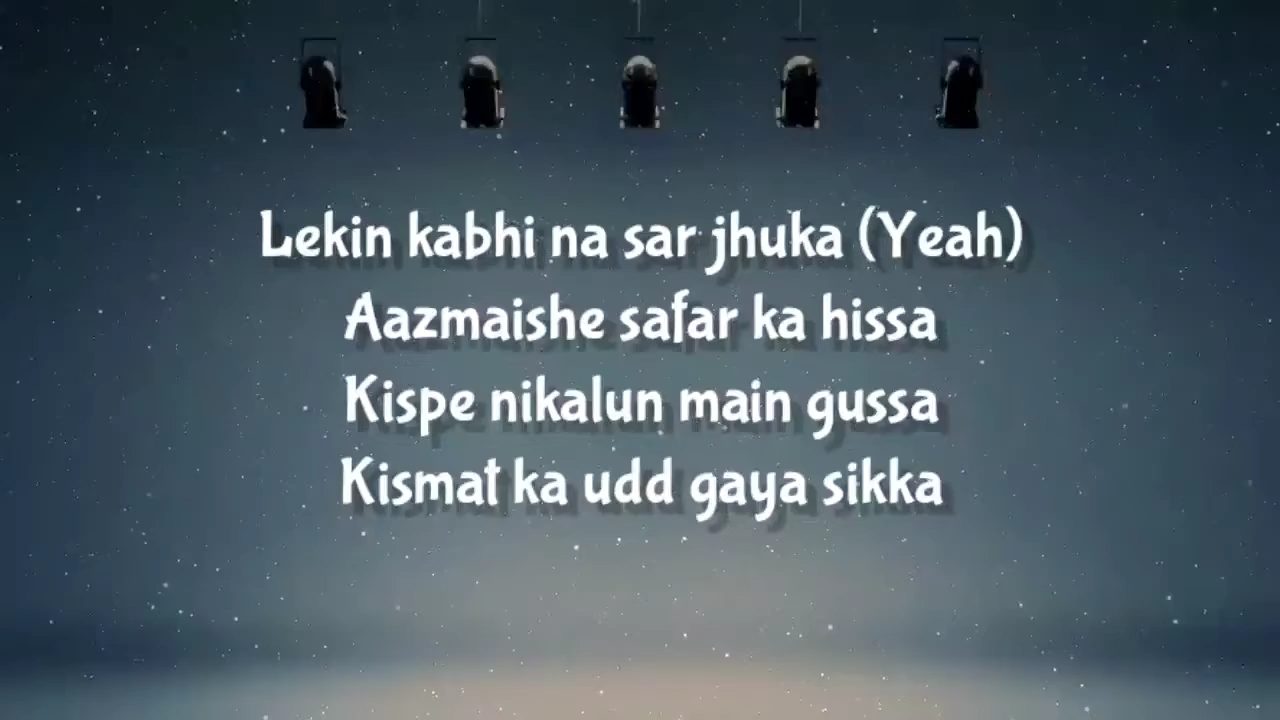 Lekin kabhi na sar jhuka (Yeah)
Aazmaishe safar ka hissa
Kispe nikalun main gussa
Kismat ka udd gaya sikka